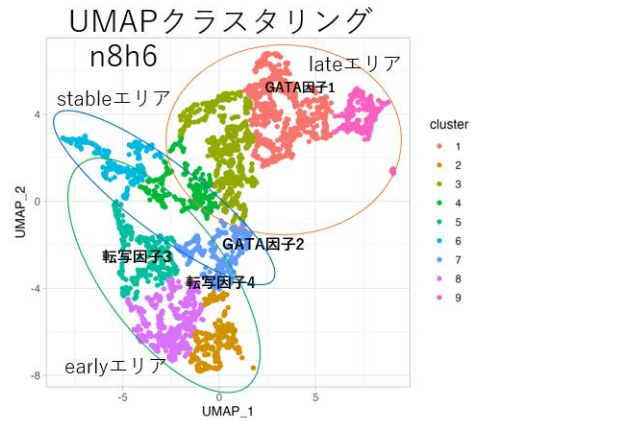 UMAPクラスタリング
n8h6
lateエリア
GATA因子1
stableエリア
4
cluster
1
2
3
4
5
6
7
8
9
0
UMAP_2
GATA因子2
転写因子3
転写因子4
-4
earlyエリア
-8
-5
0
5
UMAP_1